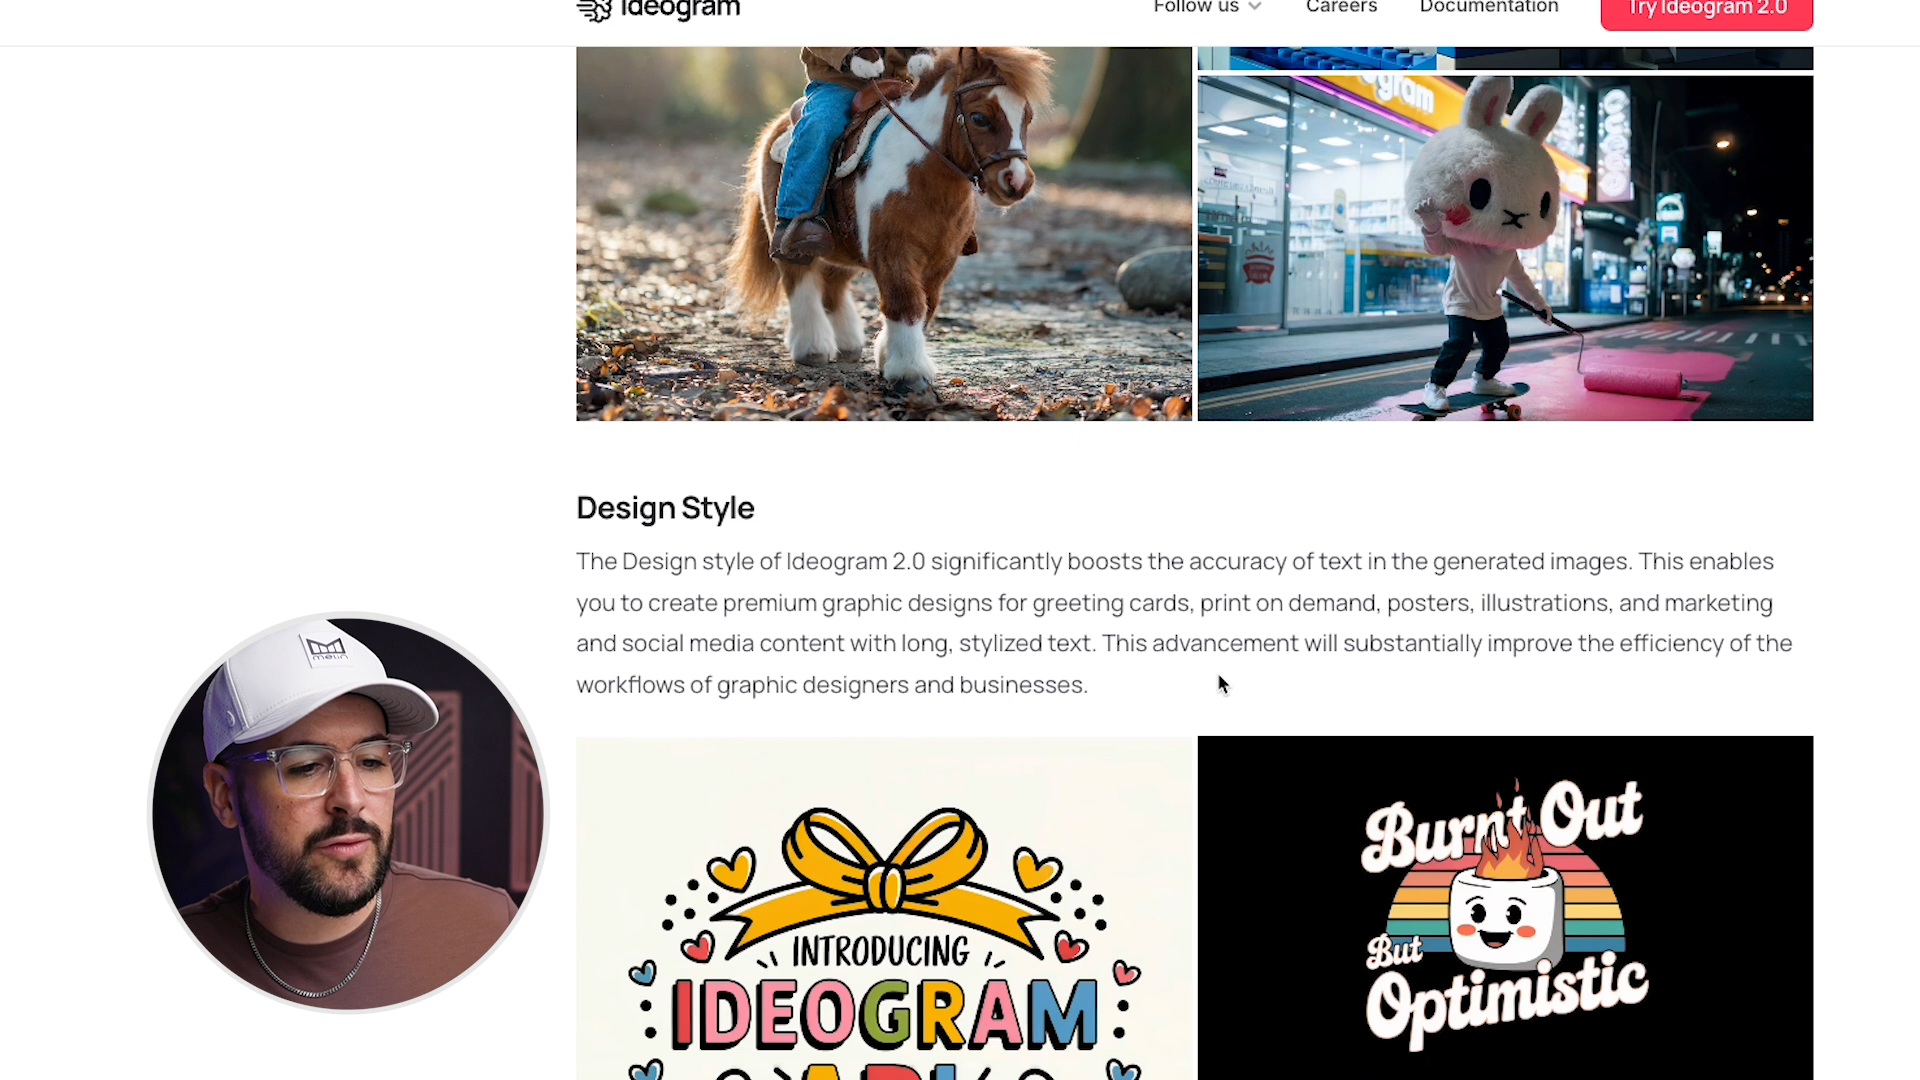 Ideogram
Follow us
Careers
Documentation
Try Ideogram 2.0
gram
Design Style
The Design style of Ideogram 2.0 significantly boosts the accuracy of text in the generated images. This enables
you to create premium graphic designs for greeting cards, print on demand, posters, illustrations, and marketing
and social media content with long, stylized text. This advancement will substantially improve the efficiency of the
workflows of graphic designers and businesses.
melin
INTRODUCING
IDEOGRAM
API
Burnt Out
But
Optimistic